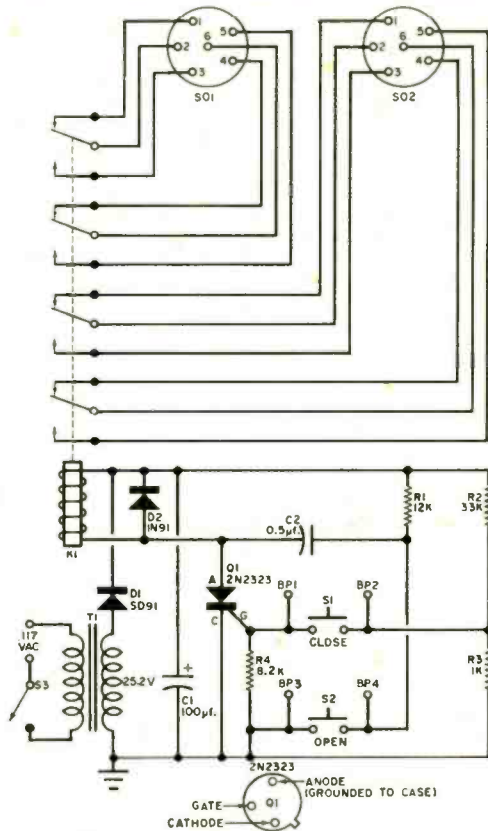 1
2
3
4
5
6
SO1
1
2
3
4
5
6
SO2
K1
D2
IN91
D1
SD91
T1
117
VAC
S3
25.2V
+
C1
100µf.
Q1
2N2323
A
C
G
C2
0.5µf.
R1
12K
R2
33K
BP1
BP2
S1
CLOSE
R4
8.2K
R3
1K
BP3
BP4
S2
OPEN
2N2323
ANODE
(GROUNDED TO CASE)
GATE
Q1
CATHODE